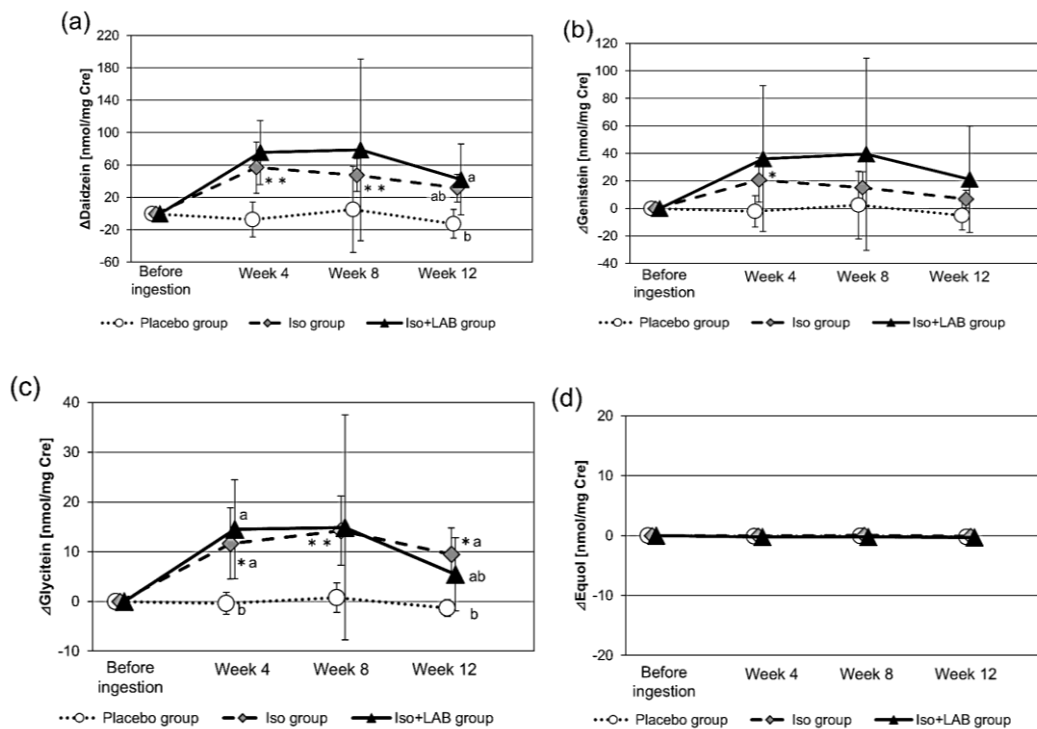 (a)
ΔDaidzein [nmol/mg Cre]
220
180
140
100
60
20
-20
-60
* *
* *
a
ab
b
Before ingestion
Week 4
Week 8
Week 12
Placebo group
Iso group
Iso+LAB group
(b)
⊿Genistein [nmol/mg Cre]
120
100
80
60
40
20
0
-20
-40
*
Before ingestion
Week 4
Week 8
Week 12
Placebo group
Iso group
Iso+LAB group
(c)
⊿Glycitein [nmol/mg Cre]
40
30
20
10
0
-10
a
* a
b
* *
* a
ab
b
Before ingestion
Week 4
Week 8
Week 12
Placebo group
Iso group
Iso+LAB group
(d)
⊿Equol [nmol/mg Cre]
20
10
0
-10
-20
Before ingestion
Week 4
Week 8
Week 12
Placebo group
Iso group
Iso+LAB group